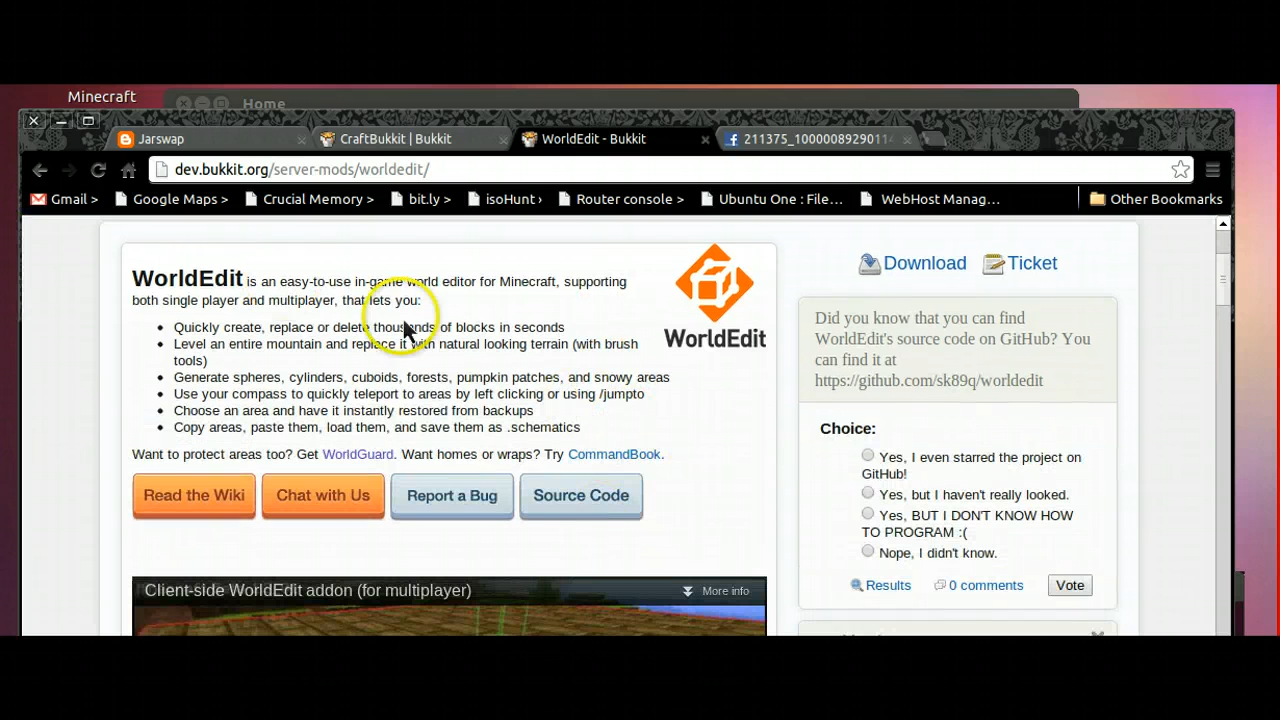 Minecraft
Home
Jarswap
CraftBukkit | Bukkit
WorldEdit - Bukkit
211375_1000008929011
dev.bukkit.org/server-mods/worldedit/
Gmail >
Google Maps >
Crucial Memory >
bit.ly >
isoHunt ›
Router console >
Ubuntu One : File...
WebHost Manag...
Other Bookmarks
WorldEdit is an easy-to-use in-game world editor for Minecraft, supporting
both single player and multiplayer, that lets you:
Quickly create, replace or delete thousands of blocks in seconds
Level an entire mountain and replace it with natural looking terrain (with brush
tools)
Generate spheres, cylinders, cuboids, forests, pumpkin patches, and snowy areas
Use your compass to quickly teleport to areas by left clicking or using /jumpto
Choose an area and have it instantly restored from backups
Copy areas, paste them, load them, and save them as .schematics
Want to protect areas too? Get WorldGuard. Want homes or wraps? Try CommandBook.
Read the Wiki
Chat with Us
Report a Bug
Source Code
WorldEdit
Client-side WorldEdit addon (for multiplayer)
More info
Download
Ticket
Did you know that you can find
WorldEdit's source code on GitHub? You
can find it at
https://github.com/sk89q/worldedit
Choice:
Yes, I even starred the project on
GitHub!
Yes, but I haven't really looked.
Yes, BUT I DON'T KNOW HOW
TO PROGRAM :(
Nope, I didn't know.
Results
0 comments
Vote